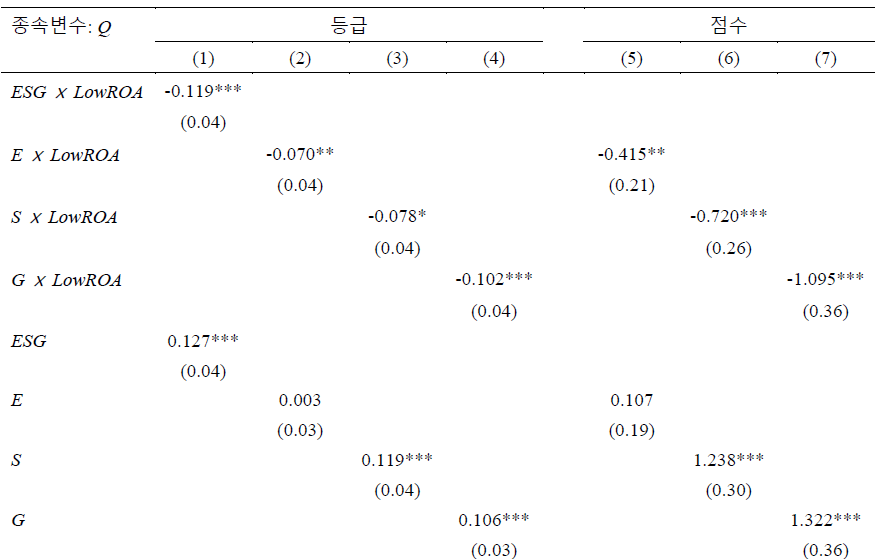 종속변수: Q 등급 점수
(1) (2) (3) (4) (5) (6) (7)
ESG x LowROA -0.119***
(0.04)
E x LowROA -0.070** -0.415**
(0.04) (0.21)
S x LowROA -0.078* -0.720***
(0.04) (0.26)
G x LowROA -0.102*** -1.095***
(0.04) (0.36)
ESG 0.127***
(0.04)
E 0.003 0.107
(0.03) (0.19)
S 0.119*** 1.238***
(0.04) (0.30)
G 0.106*** 1.322***
(0.03) (0.36)